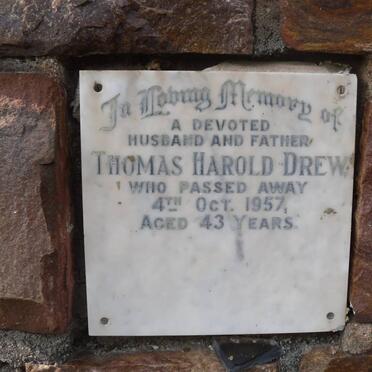 In Loving Memory of
A DEVOTED
HUSBAND AND FATHER
THOMAS HAROLD DREW
WHO PASSED AWAY
4TH OCT. 1957,
AGED 43 YEARS.